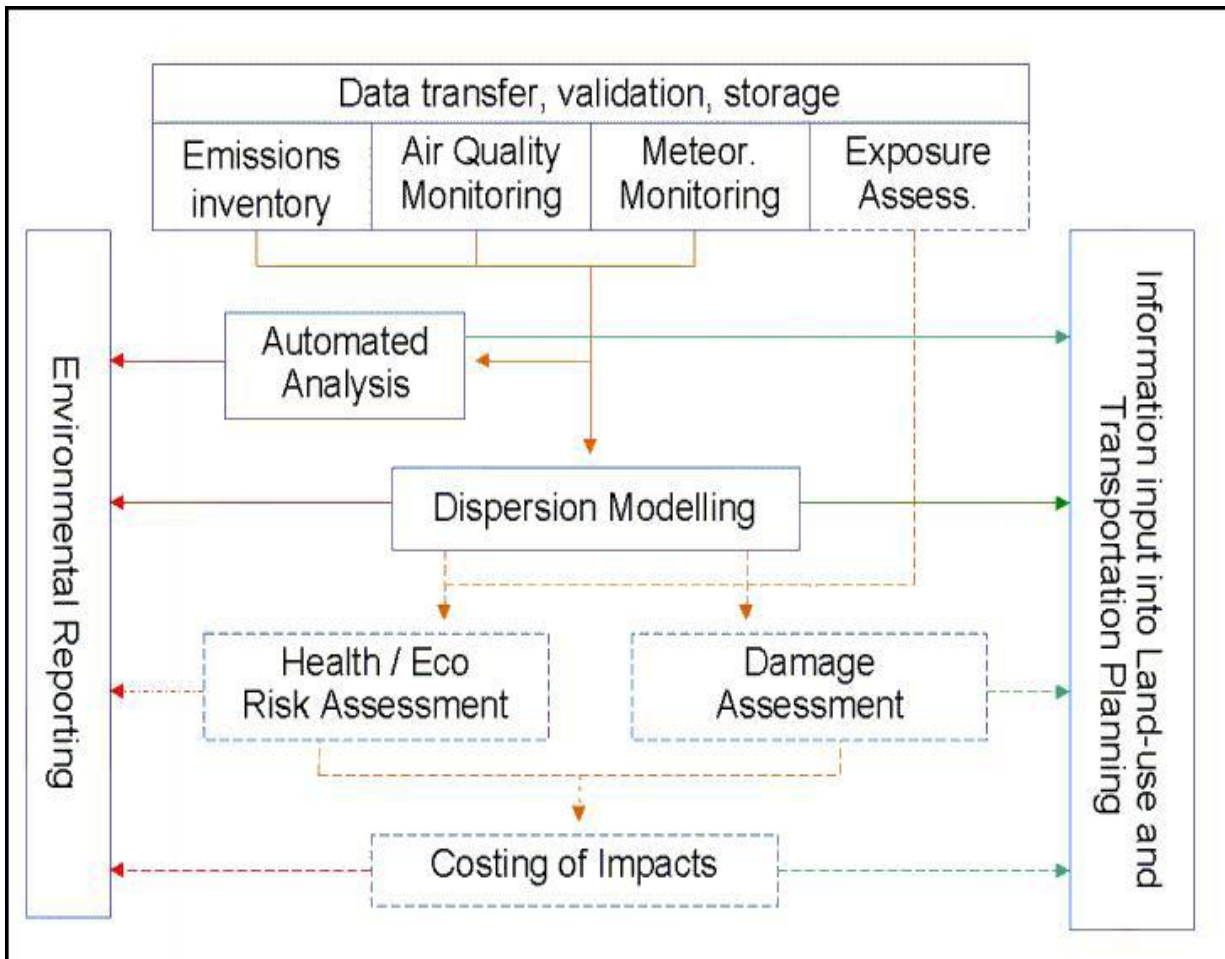 Data transfer, validation, storage
Emissions
inventory
Air Quality
Monitoring
Meteor.
Monitoring
Exposure
Assess.
Environmental Reporting
Information input into Land-use and
Transportation Planning
Automated
Analysis
Dispersion Modelling
Health / Eco
Risk Assessment
Damage
Assessment
Costing of Impacts